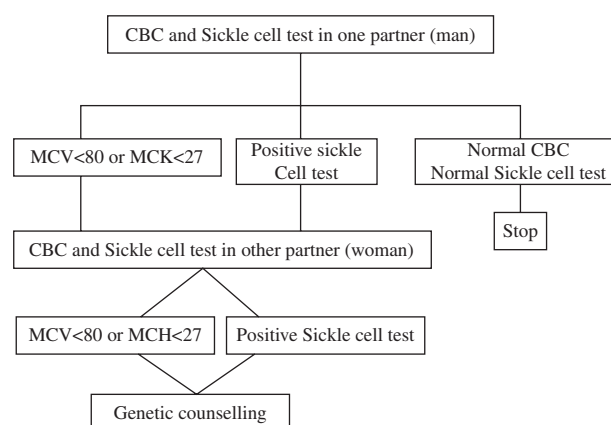 CBC and Sickle cell test in one partner (man)
MCV<80 or MCK<27
Positive sickle
Cell test
Normal CBC
Normal Sickle cell test
Stop
CBC and Sickle cell test in other partner (woman)
MCV<80 or MCH<27
Positive Sickle cell test
Genetic counselling